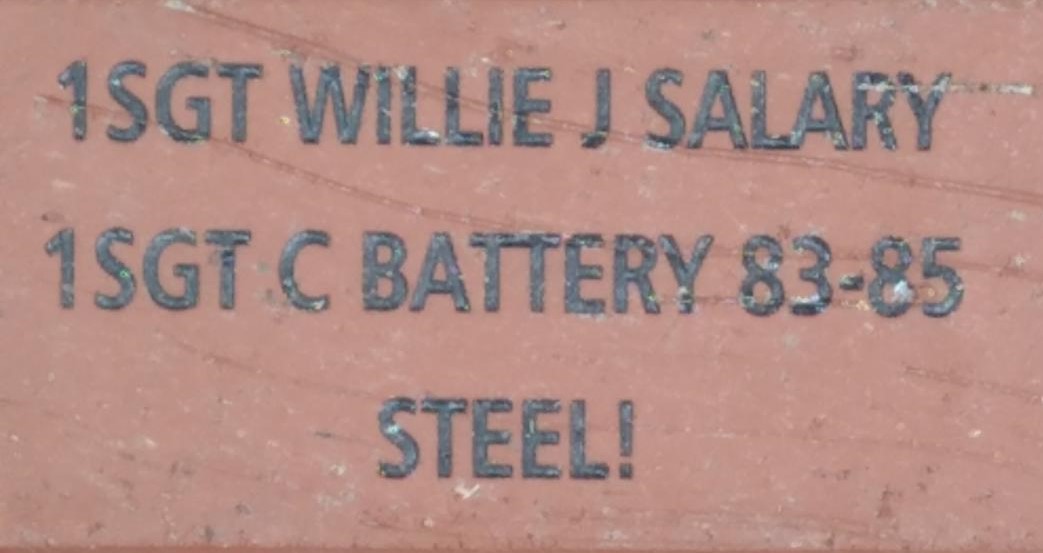 1SGT WILLIE J SALARY
1SGT C BATTERY 83-85
STEEL!